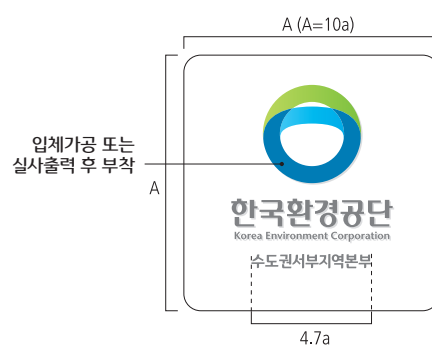 A (A=10a)
입체가공 또는
실사출력 후 부착
A
한국환경공단
Korea Environment Corporation
수도권서부지역본부
4.7a